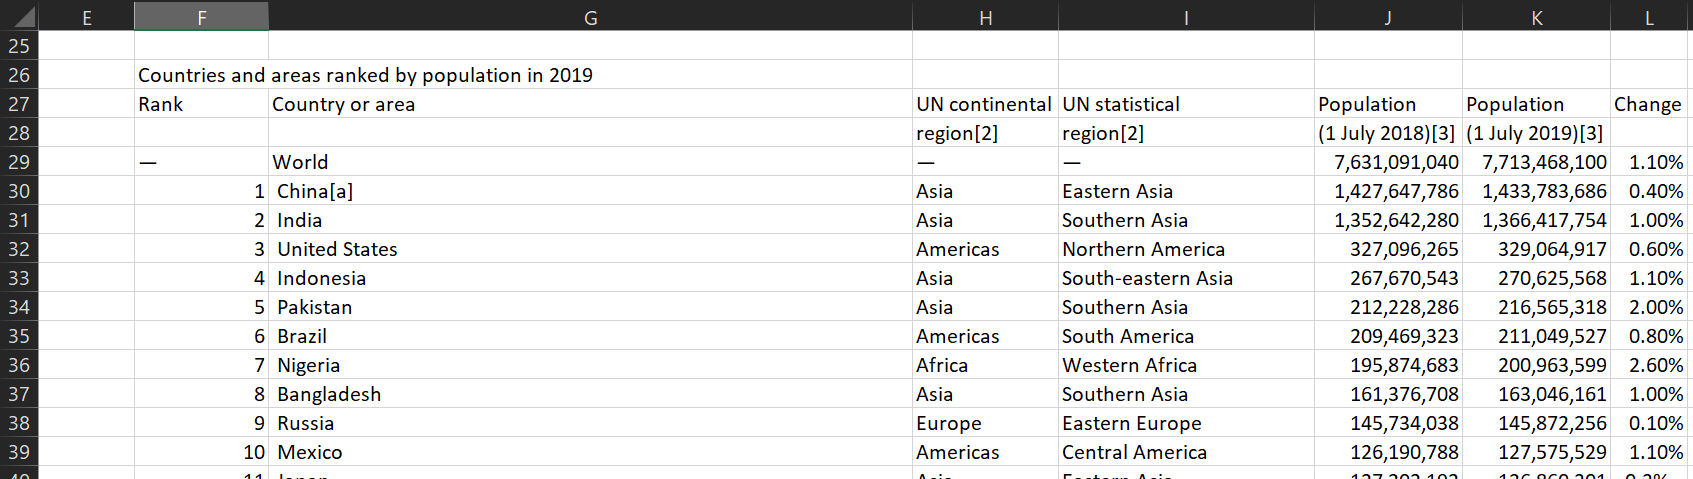 E F G H I J K L
25
26 Countries and areas ranked by population in 2019
27 Rank Country or area UN continental UN statistical Population Population Change
28 region[2] region[2] (1 July 2018)[3] (1 July 2019)[3]
29 — World — — 7,631,091,040 7,713,468,100 1.10%
30 1 China[a] Asia Eastern Asia 1,427,647,786 1,433,783,686 0.40%
31 2 India Asia Southern Asia 1,352,642,280 1,366,417,754 1.00%
32 3 United States Americas Northern America 327,096,265 329,064,917 0.60%
33 4 Indonesia Asia South-eastern Asia 267,670,543 270,625,568 1.10%
34 5 Pakistan Asia Southern Asia 212,228,286 216,565,318 2.00%
35 6 Brazil Americas South America 209,469,323 211,049,527 0.80%
36 7 Nigeria Africa Western Africa 195,874,683 200,963,599 2.60%
37 8 Bangladesh Asia Southern Asia 161,376,708 163,046,161 1.00%
38 9 Russia Europe Eastern Europe 145,734,038 145,872,256 0.10%
39 10 Mexico Americas Central America 126,190,788 127,575,529 1.10%